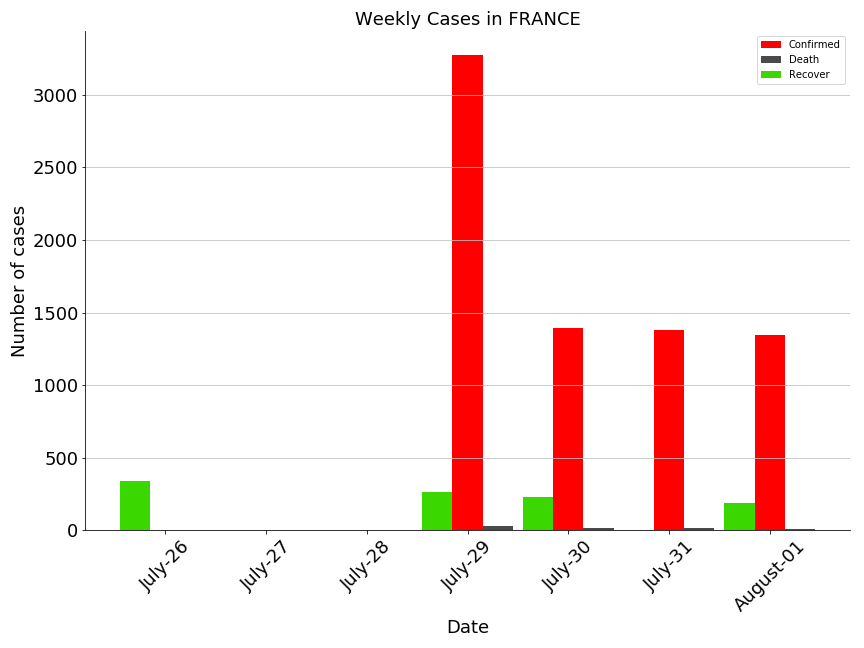 Weekly Cases in FRANCE
Confirmed
Death
Recover
Number of cases
3000
2500
2000
1500
1000
500
0
July-26
July-27
July-28
July-29
July-30
July-31
August-01
Date